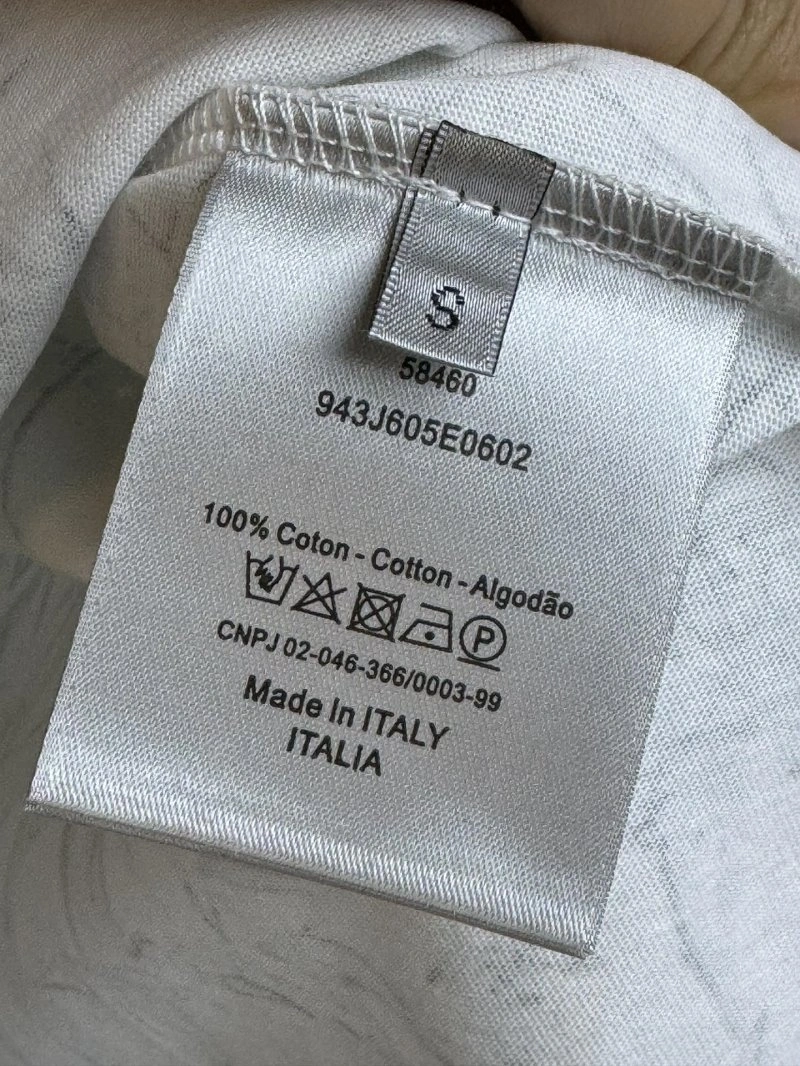 S
58460
943J605E0602
100% Coton - Cotton - Algodão
P
CNPJ 02-046-366/0003-99
Made In ITALY
ITALIA